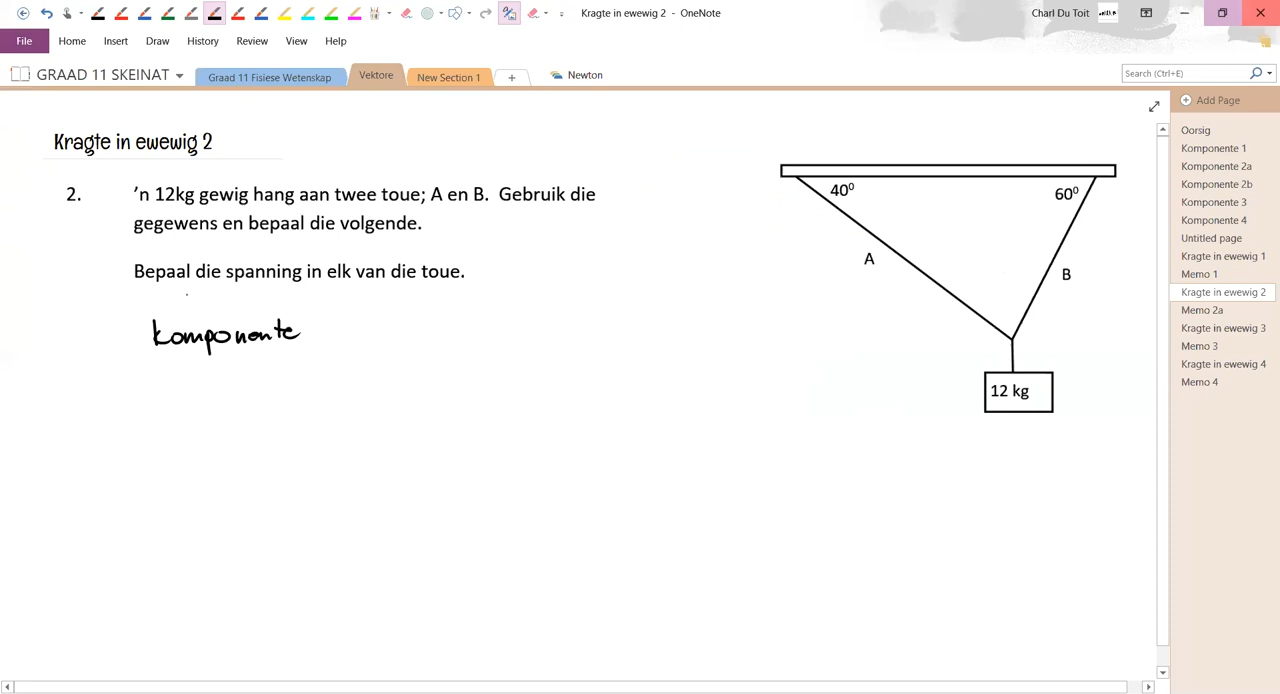 Kragte in ewewig 2 - OneNote
Charl Du Toit
File Home Insert Draw History Review View Help
GRAAD 11 SKEINAT Graad 11 Fisiese Wetenskap Vektore New Section 1 + Newton
Search (Ctrl+E)
Kragte in ewewig 2
2. 'n 12kg gewig hang aan twee toue; A en B. Gebruik die
gegewens en bepaal die volgende.
Bepaal die spanning in elk van die toue.
komponente
40⁰
60⁰
A
B
12 kg
Add Page
Oorsig
Komponente 1
Komponente 2a
Komponente 2b
Komponente 3
Komponente 4
Untitled page
Kragte in ewewig 1
Memo 1
Kragte in ewewig 2
Memo 2a
Kragte in ewewig 3
Memo 3
Kragte in ewewig 4
Memo 4